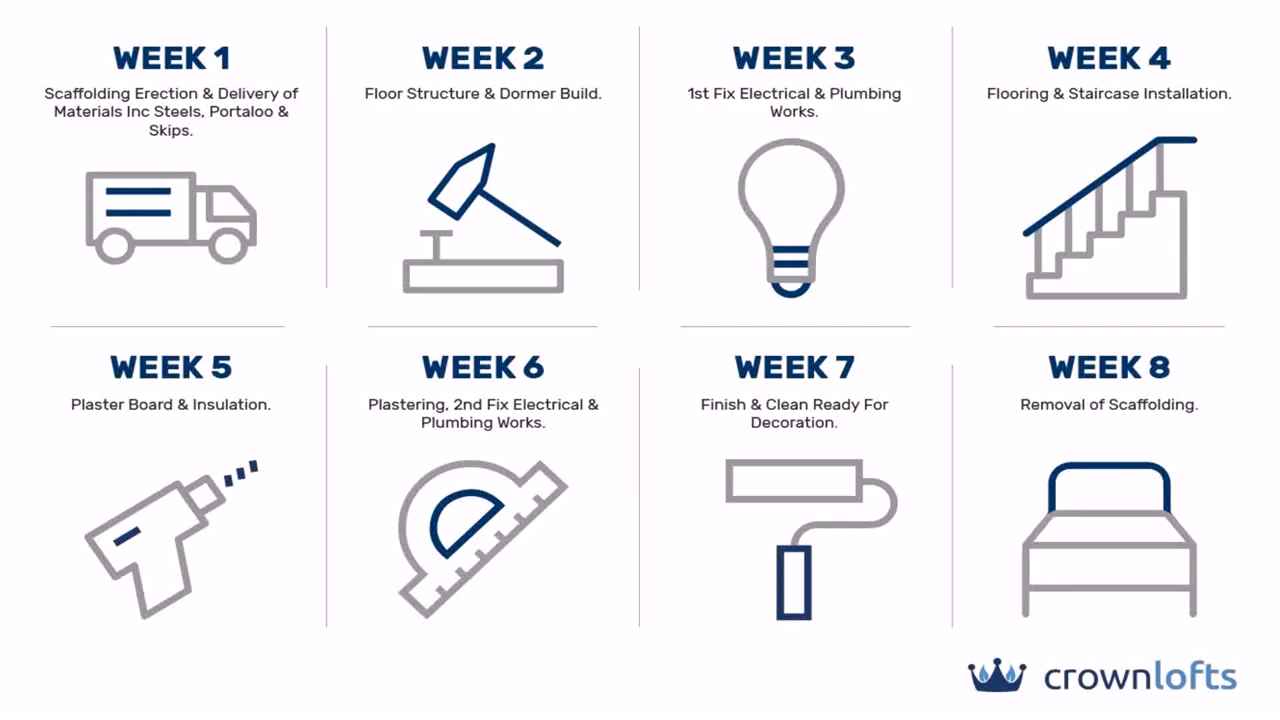 WEEK 1
Scaffolding Erection & Delivery of
Materials Inc Steels, Portaloo &
Skips.
WEEK 2
Floor Structure & Dormer Build.
WEEK 3
1st Fix Electrical & Plumbing
Works.
WEEK 4
Flooring & Staircase Installation.
WEEK 5
Plaster Board & Insulation.
WEEK 6
Plastering, 2nd Fix Electrical &
Plumbing Works.
WEEK 7
Finish & Clean Ready For
Decoration.
WEEK 8
Removal of Scaffolding.
crownlofts